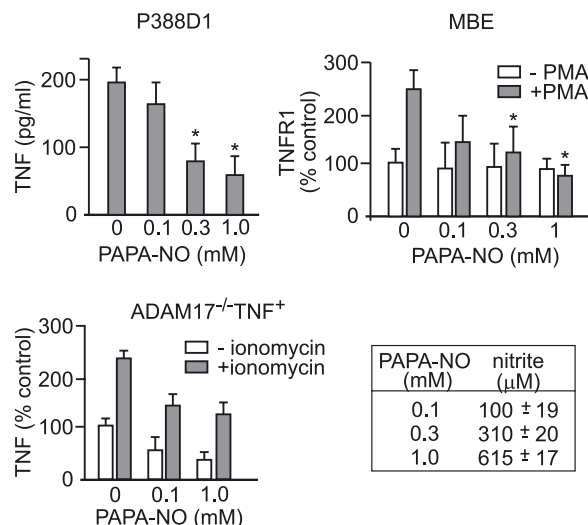 P388D1
TNF (pg/ml)
200
100
0
*
*
0 0.1 0.3 1.0
PAPA-NO (mM)
MBE
TNFR1
(% control)
300
200
100
0
- PMA
+PMA
*
*
0 0.1 0.3 1
PAPA-NO (mM)
ADAM17-/-TNF+
TNF (% control)
300
200
100
0
- ionomycin
+ionomycin
0 0.1 1.0
PAPA-NO (mM)
PAPA-NO nitrite
(mM) (μM)
0.1 100 ± 19
0.3 310 ± 20
1.0 615 ± 17